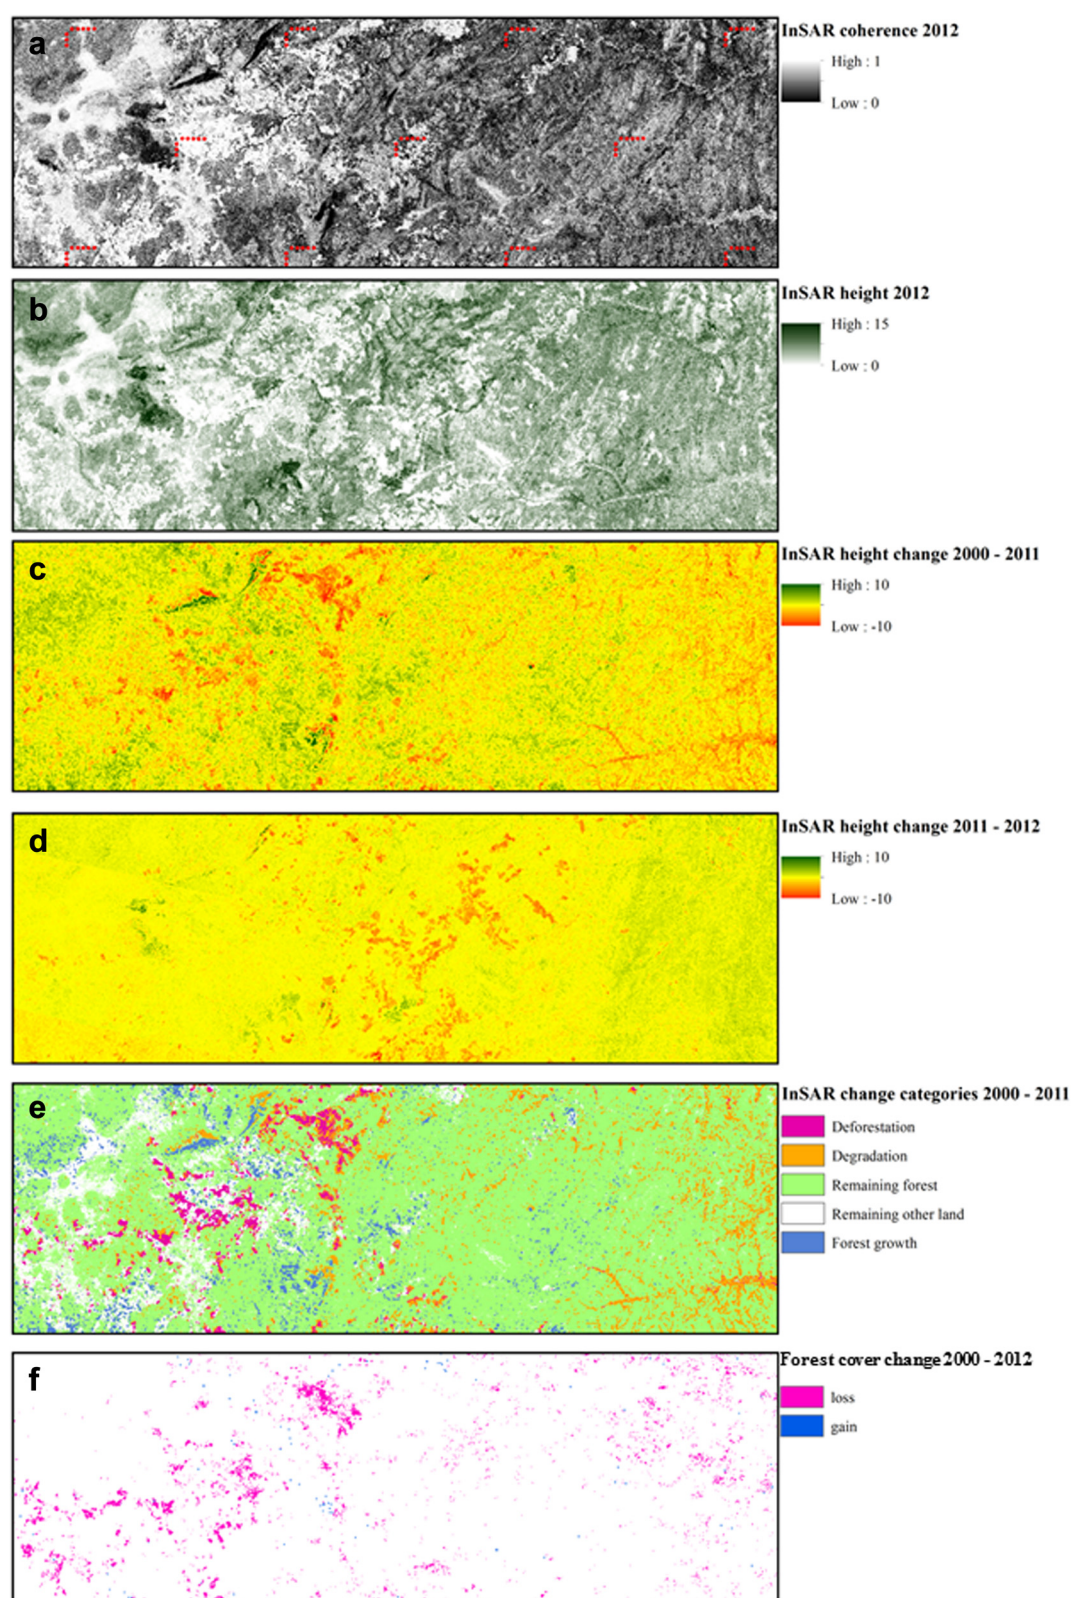 a
InSAR coherence 2012
High : 1
Low : 0
b
InSAR height 2012
High : 15
Low : 0
c
InSAR height change 2000 - 2011
High : 10
Low : -10
d
InSAR height change 2011 - 2012
High : 10
Low : -10
e
InSAR change categories 2000 - 2011
Deforestation
Degradation
Remaining forest
Remaining other land
Forest growth
f
Forest cover change 2000 - 2012
loss
gain